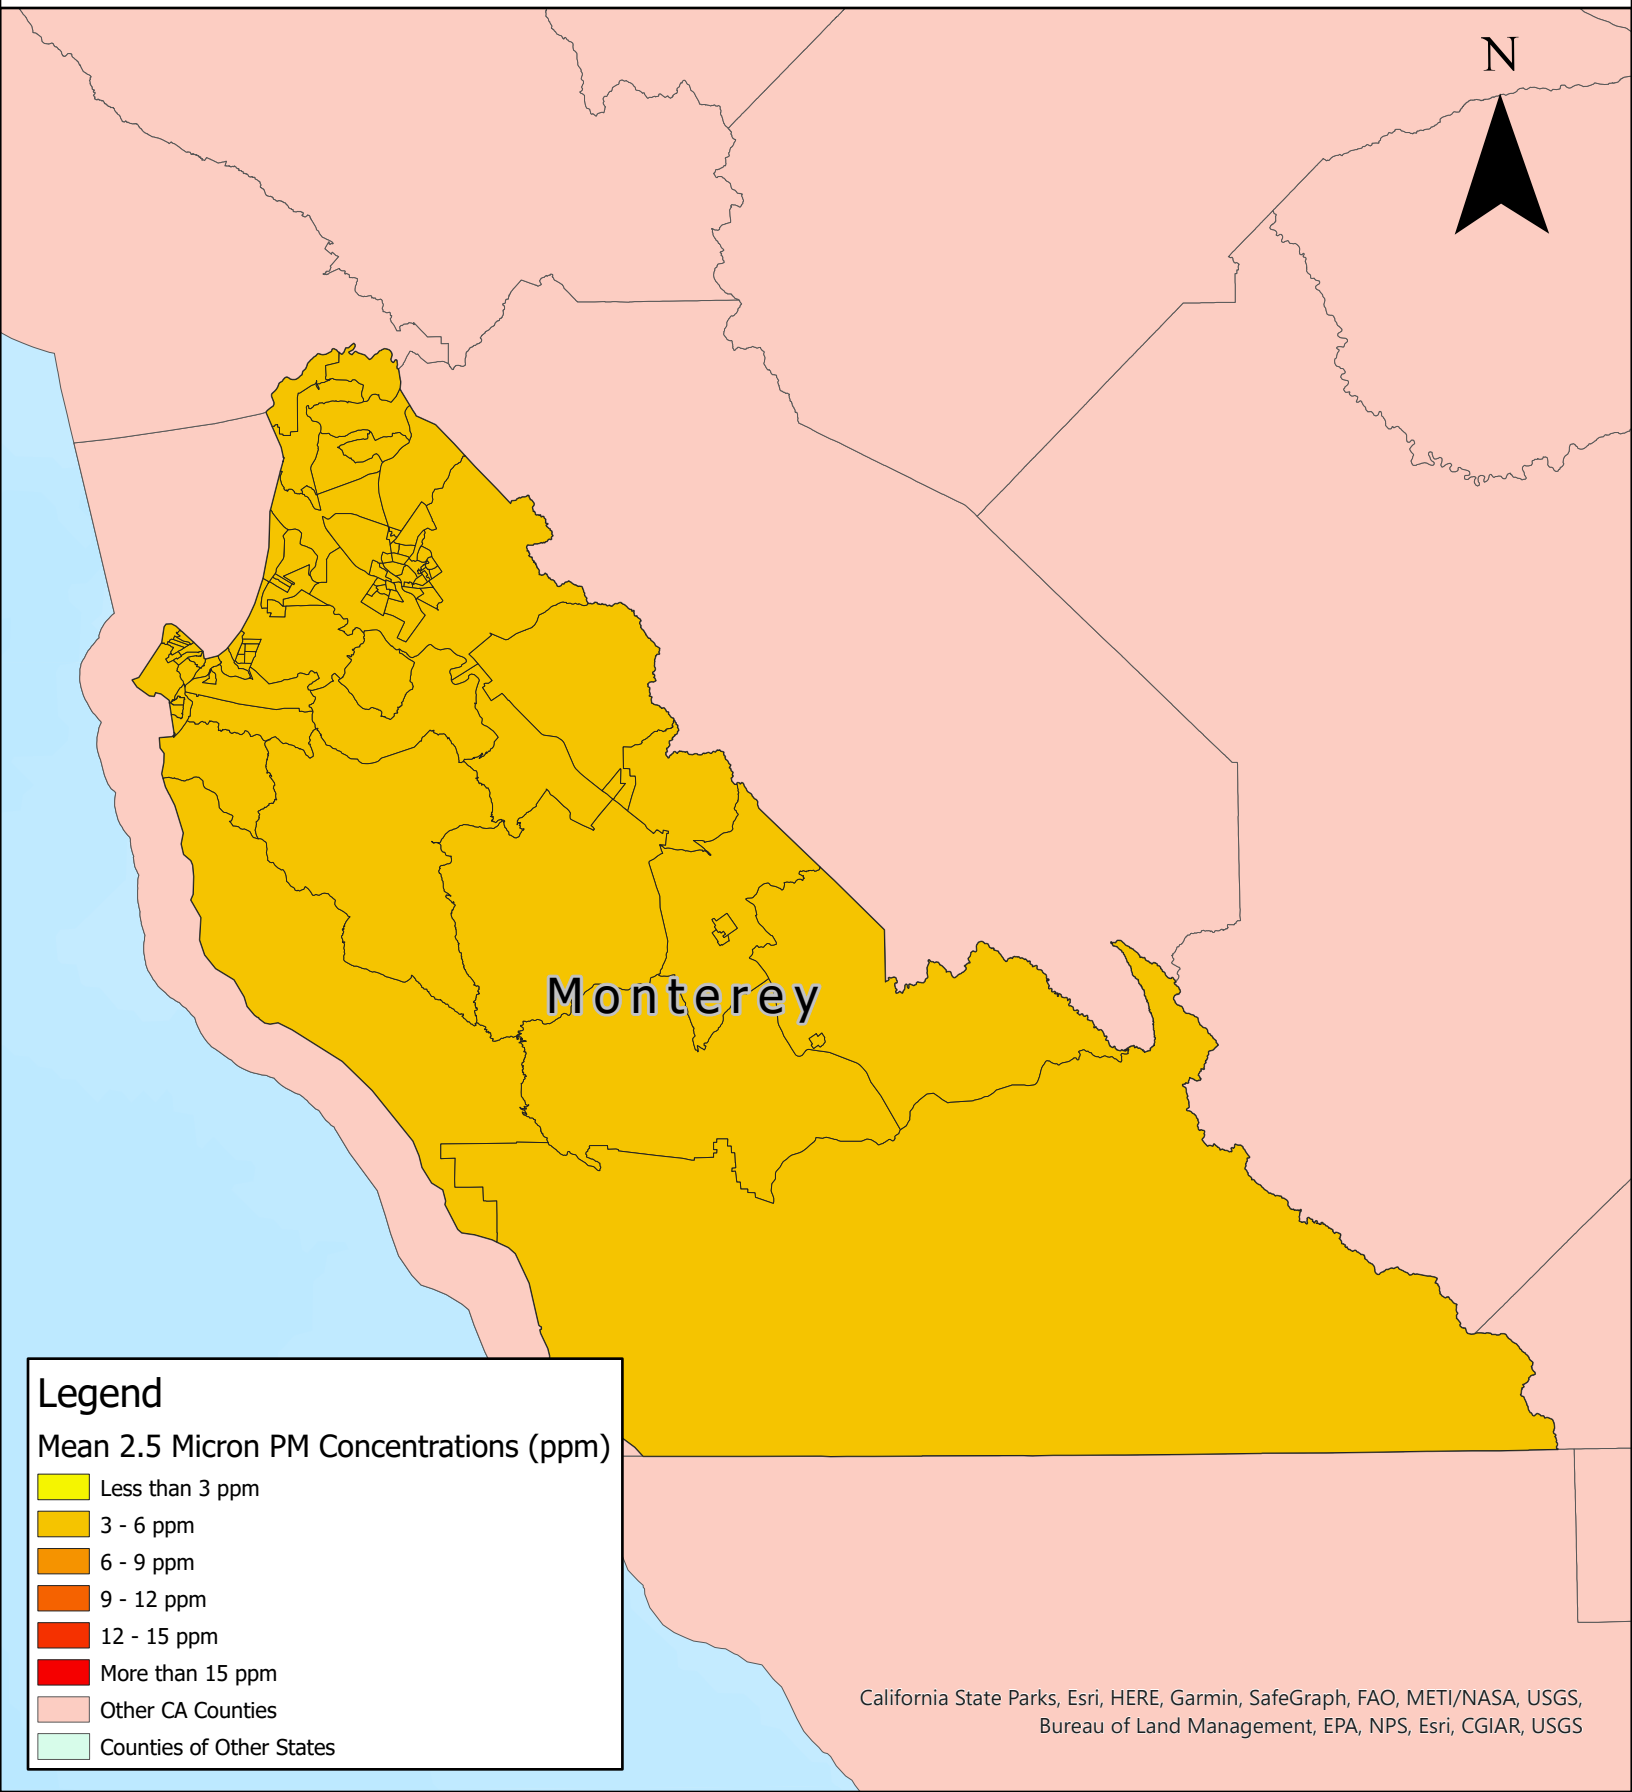 N
Monterey
Legend
Mean 2.5 Micron PM Concentrations (ppm)
Less than 3 ppm
3 - 6 ppm
6 - 9 ppm
9 - 12 ppm
12 - 15 ppm
More than 15 ppm
Other CA Counties
Counties of Other States
California State Parks, Esri, HERE, Garmin, SafeGraph, FAO, METI/NASA, USGS,
Bureau of Land Management, EPA, NPS, Esri, CGIAR, USGS